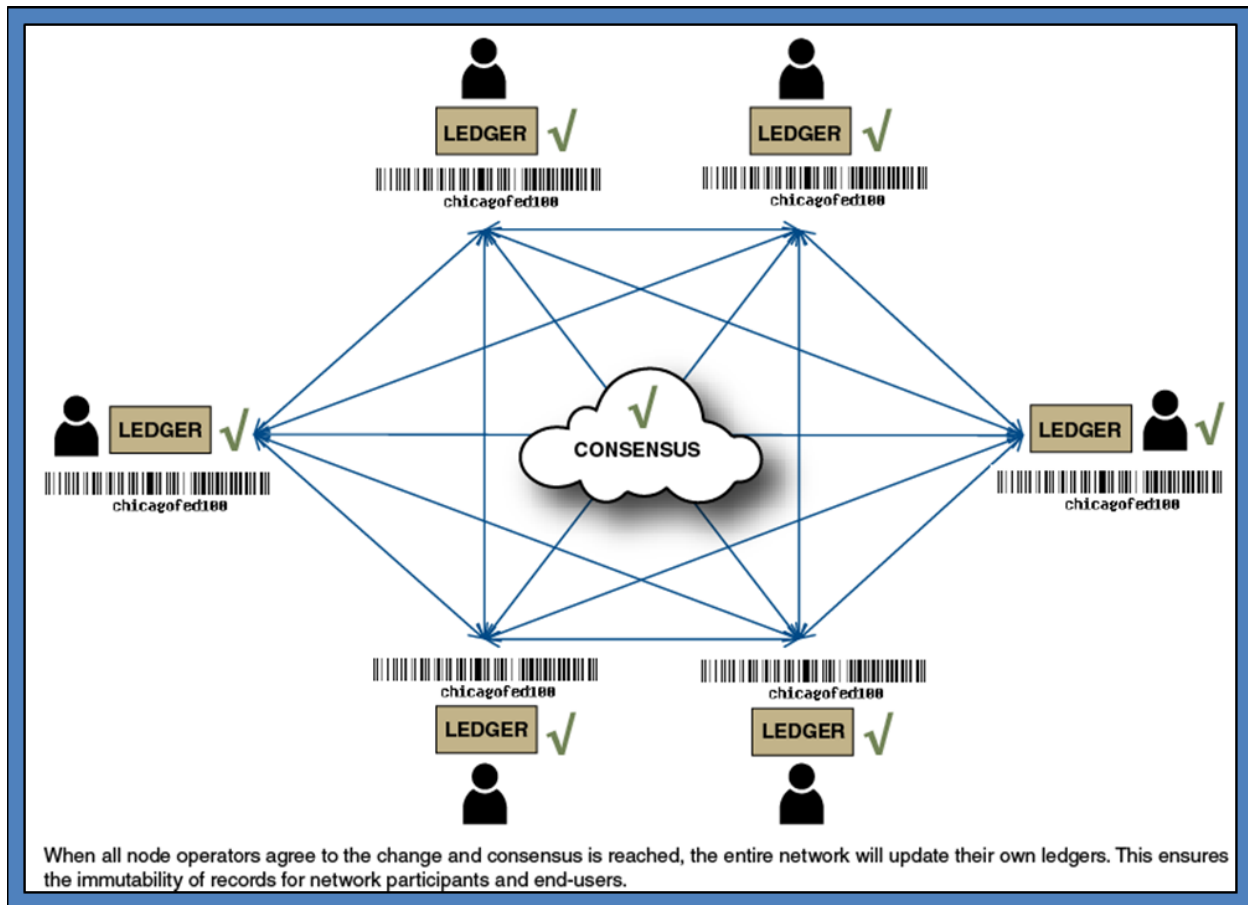 LEDGER √
LEDGER √
chicagofed100
chicagofed100
√
CONSENSUS
LEDGER √
LEDGER √
chicagofed100
chicagofed100
chicagofed100
chicagofed100
LEDGER √
LEDGER √
When all node operators agree to the change and consensus is reached, the entire network will update their own ledgers. This ensures
the immutability of records for network participants and end-users.